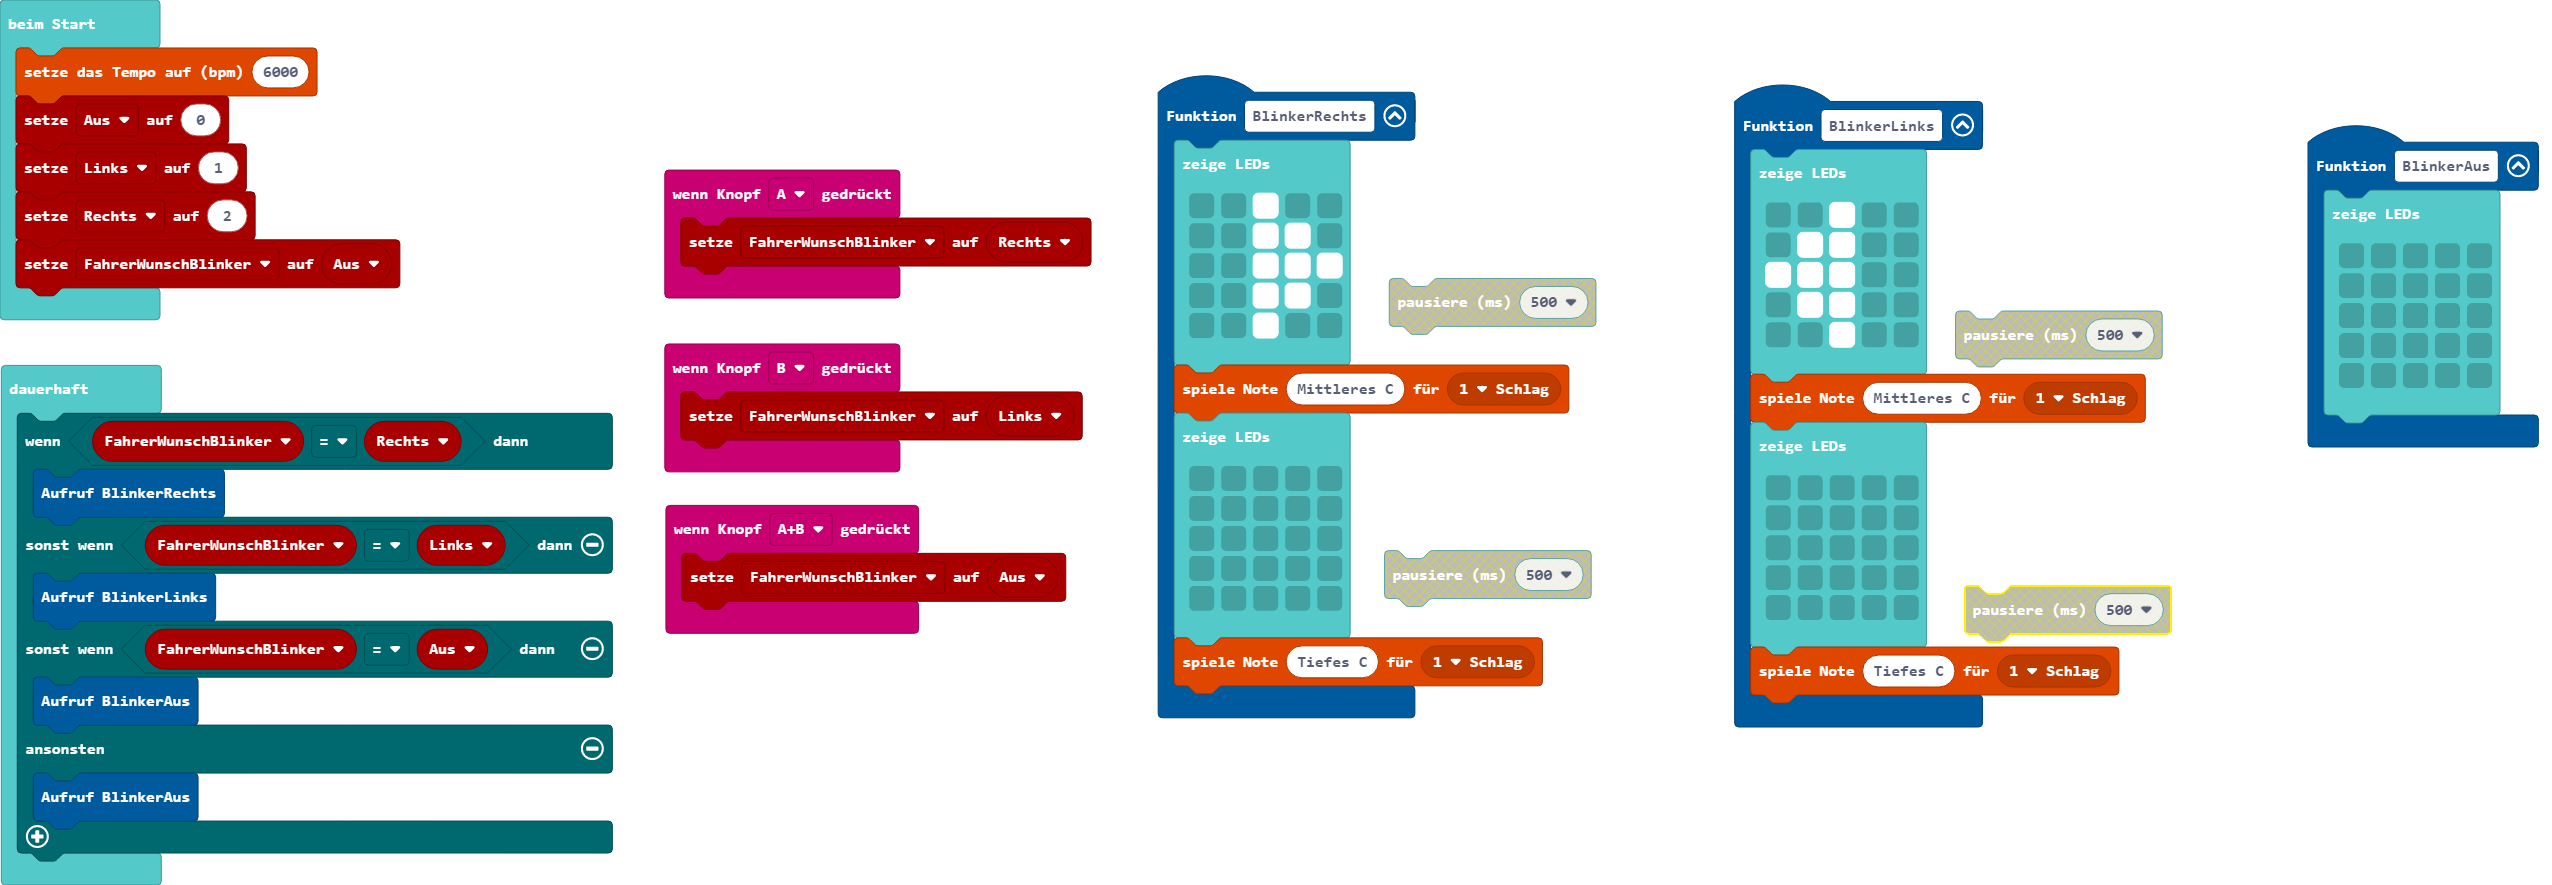 beim Start
setze das Tempo auf (bpm) 6000
setze Aus auf 0
setze Links auf 1
setze Rechts auf 2
setze FahrerWunschBlinker auf Aus
dauerhaft
wenn FahrerWunschBlinker = Rechts dann
Aufruf BlinkerRechts
sonst wenn FahrerWunschBlinker = Links dann
Aufruf BlinkerLinks
sonst wenn FahrerWunschBlinker = Aus dann
Aufruf BlinkerAus
ansonsten
Aufruf BlinkerAus
wenn Knopf A gedrückt
setze FahrerWunschBlinker auf Rechts
wenn Knopf B gedrückt
setze FahrerWunschBlinker auf Links
wenn Knopf A+B gedrückt
setze FahrerWunschBlinker auf Aus
Funktion BlinkerRechts
zeige LEDs
pausiere (ms) 500
spiele Note Mittleres C für 1 Schlag
zeige LEDs
pausiere (ms) 500
spiele Note Tiefes C für 1 Schlag
Funktion BlinkerLinks
zeige LEDs
pausiere (ms) 500
spiele Note Mittleres C für 1 Schlag
zeige LEDs
pausiere (ms) 500
spiele Note Tiefes C für 1 Schlag
Funktion BlinkerAus
zeige LEDs